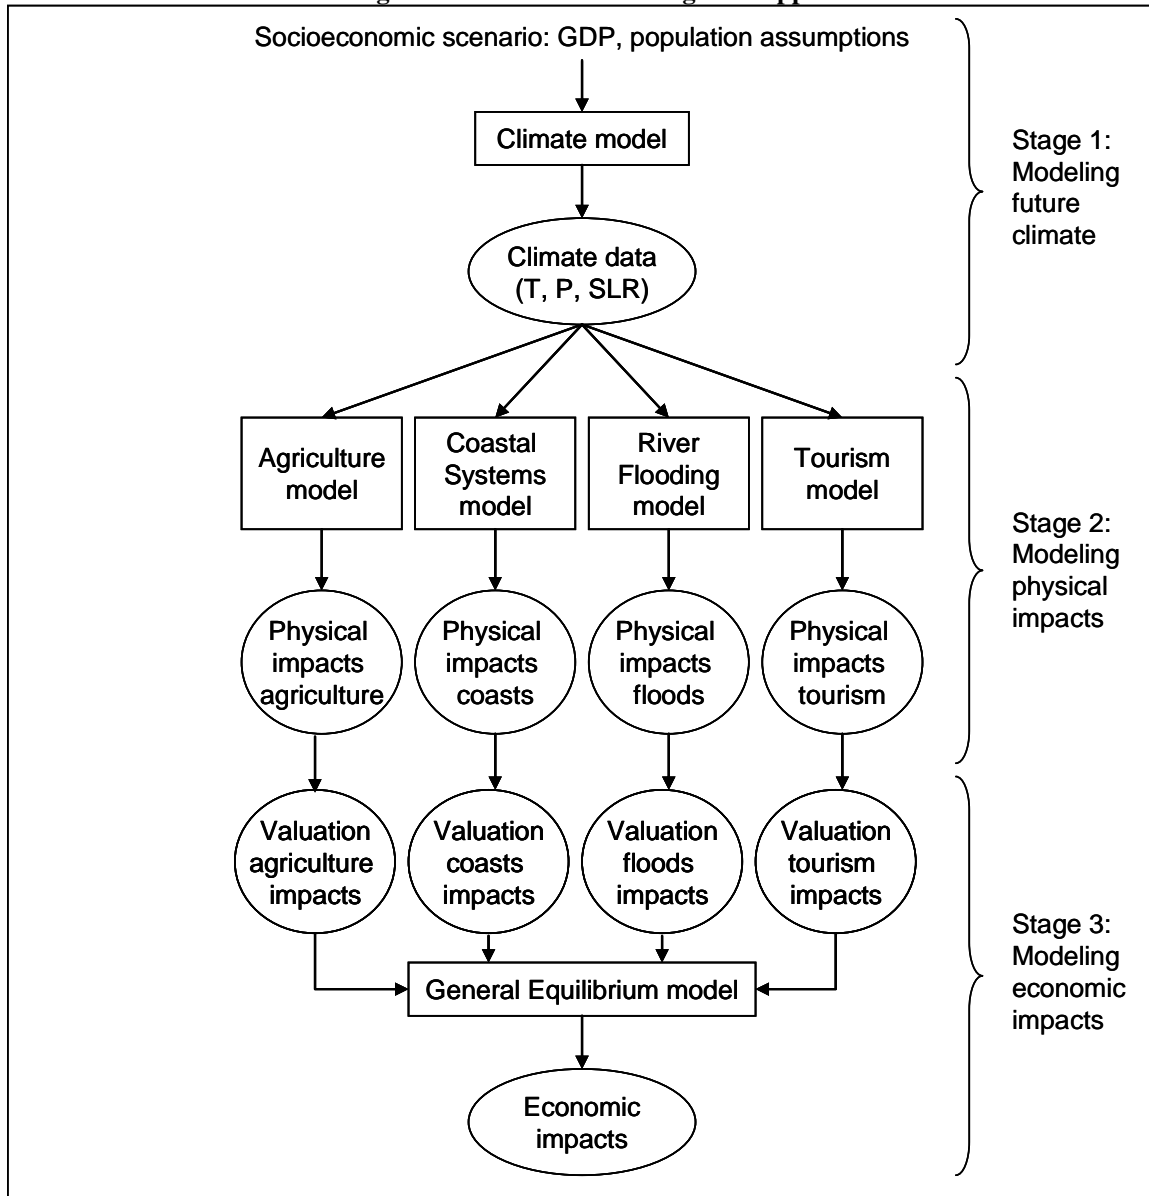 Socioeconomic scenario: GDP, population assumptions
Climate model
Climate data
(T, P, SLR)
Stage 1:
Modeling
future
climate
Agriculture
model
Coastal
Systems
model
River
Flooding
model
Tourism
model
Physical
impacts
agriculture
Physical
impacts
coasts
Physical
impacts
floods
Physical
impacts
tourism
Stage 2:
Modeling
physical
impacts
Valuation
agriculture
impacts
Valuation
coasts
impacts
Valuation
floods
impacts
Valuation
tourism
impacts
General Equilibrium model
Economic
impacts
Stage 3:
Modeling
economic
impacts